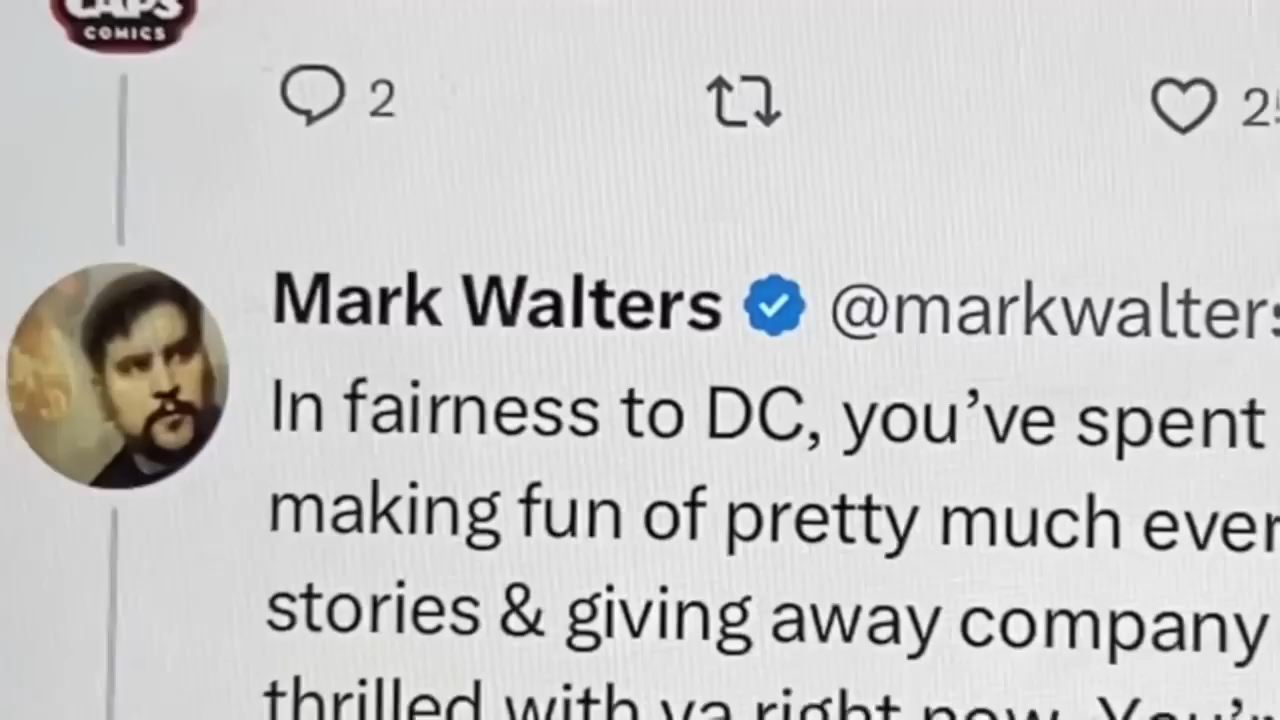 CAPS
COMICS
2
Mark Walters @markwalters
In fairness to DC, you’ve spent
making fun of pretty much ever
stories & giving away company
thrilled with ya right now. You’r